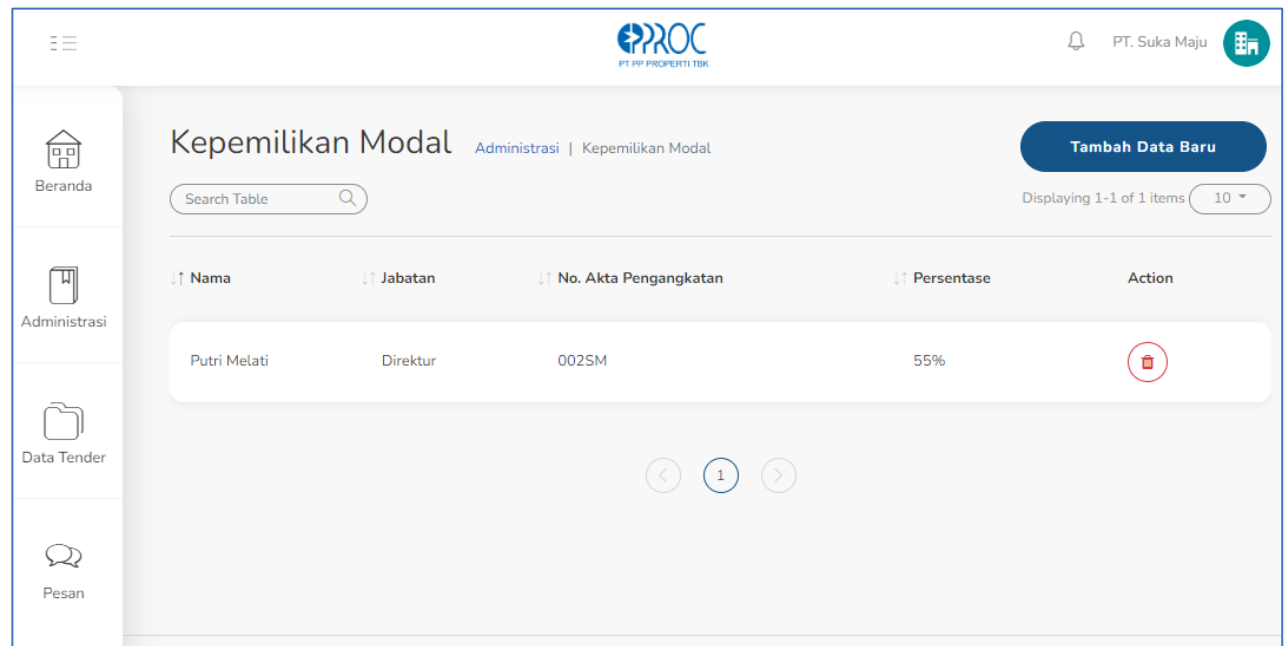 EPROC
PT PP PROPERTI TBK
PT. Suka Maju
Beranda
Administrasi
Data Tender
Pesan
Kepemilikan Modal Administrasi | Kepemilikan Modal
Tambah Data Baru
Search Table
Displaying 1-1 of 1 items 10
Nama Jabatan No. Akta Pengangkatan Persentase Action
Putri Melati Direktur 002SM 55%
1